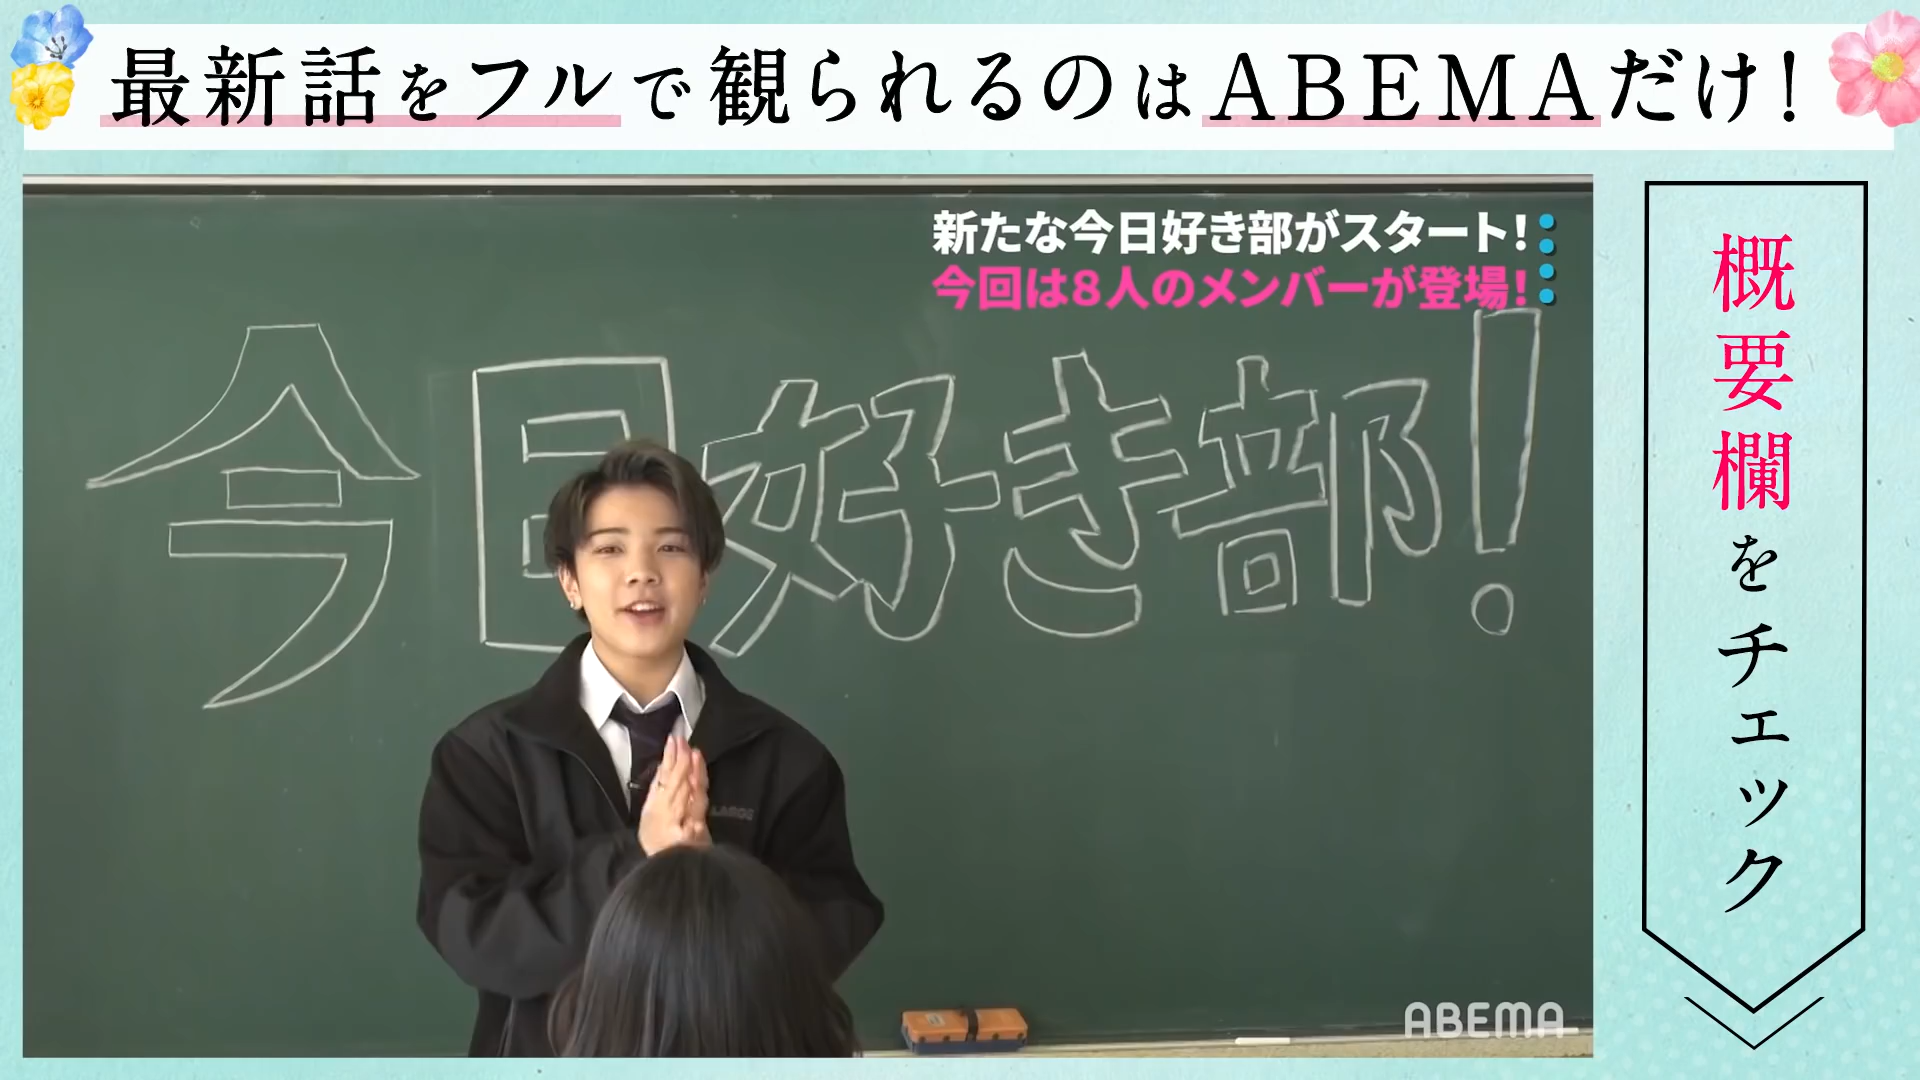 最新話をフルで観られるのはABEMAだけ!
新たな今日好き部がスタート!
今回は8人のメンバーが登場!
今日好き部!
概要欄をチェック
ABEMA